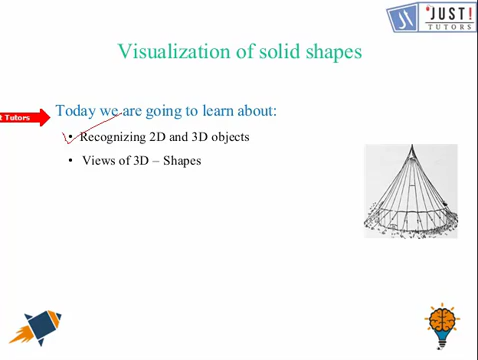 JUST!
TUTORS
Visualization of solid shapes
Today we are going to learn about:
t Tutors
• Recognizing 2D and 3D objects
• Views of 3D – Shapes